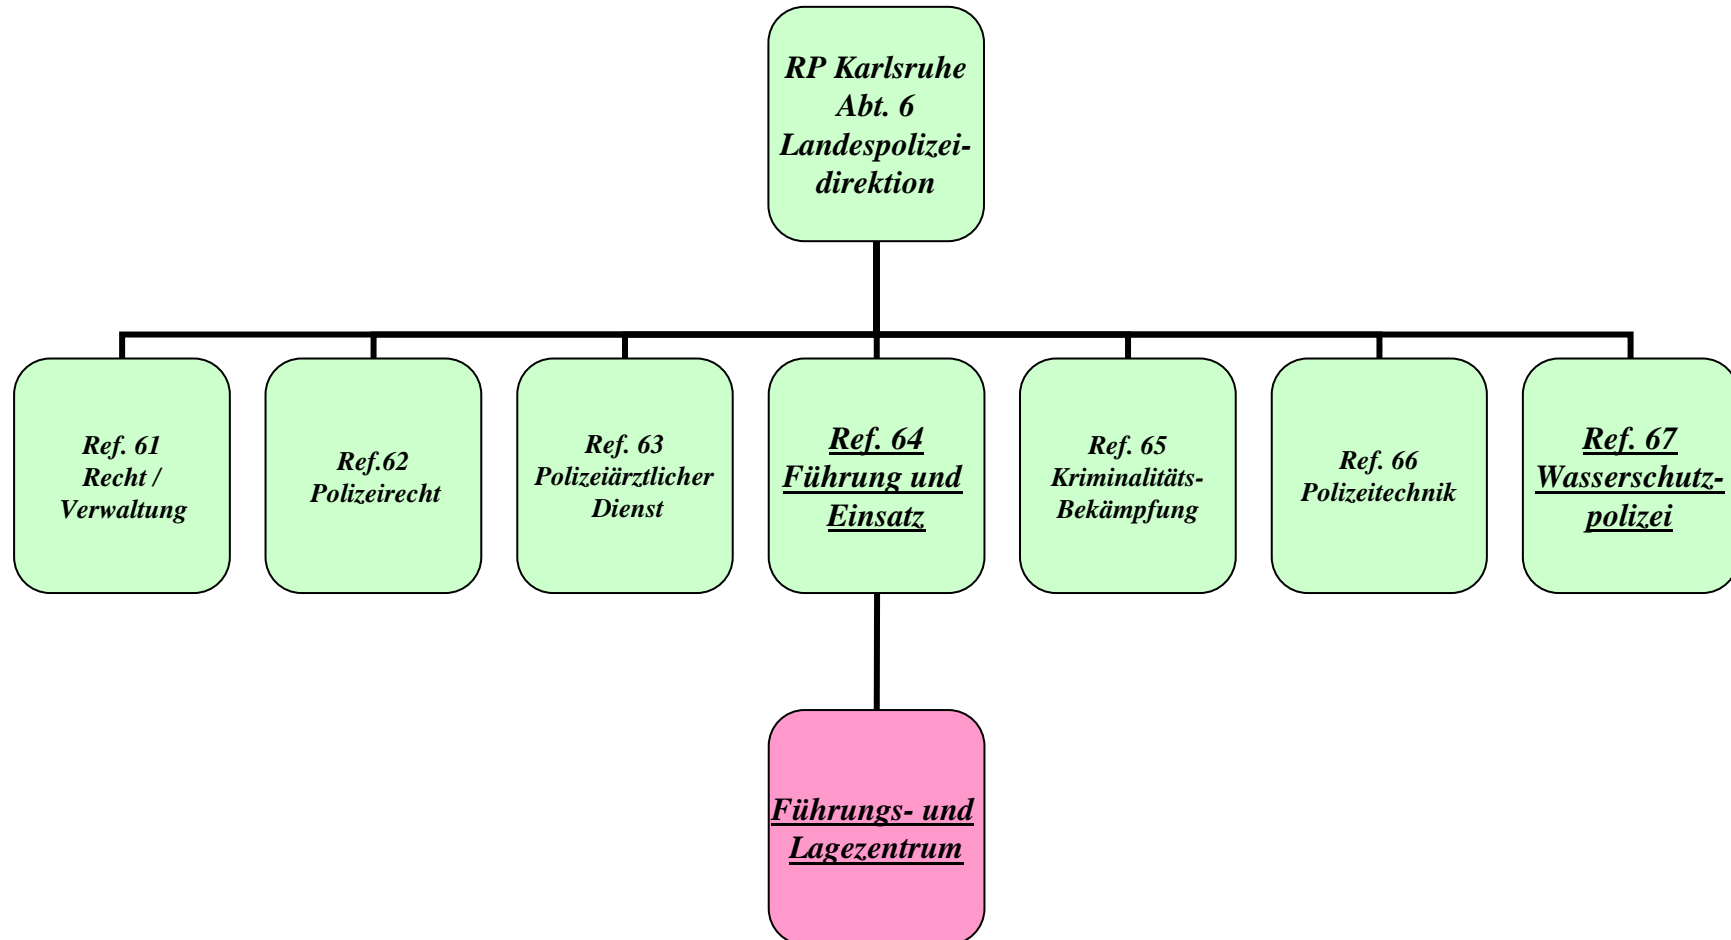 RP Karlsruhe
Abt. 6
Landespolizei-
direktion
Ref. 61
Recht /
Verwaltung
Ref.62
Polizeirecht
Ref. 63
Polizeiärztlicher
Dienst
Ref. 64
Führung und
Einsatz
Ref. 65
Kriminalitäts-
Bekämpfung
Ref. 66
Polizeitechnik
Ref. 67
Wasserschutz-
polizei
Führungs- und
Lagezentrum